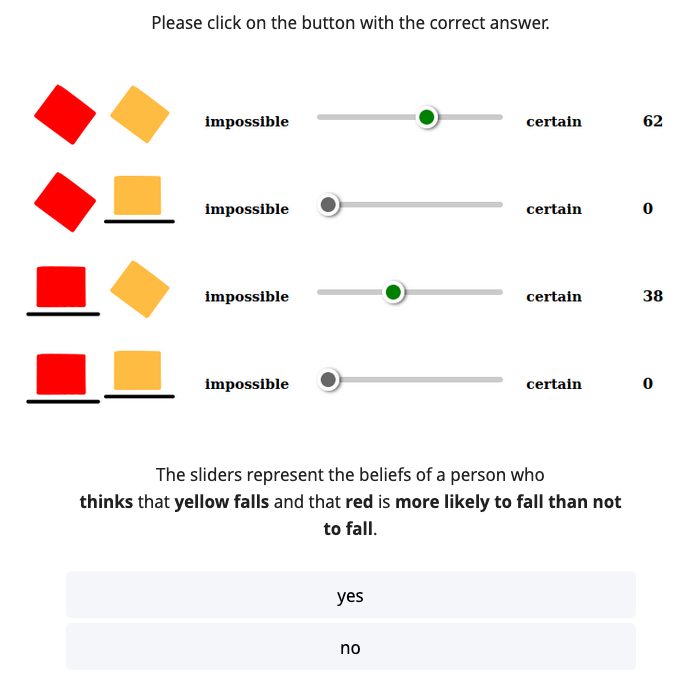 Please click on the button with the correct answer.
impossible certain 62
impossible certain 0
impossible certain 38
impossible certain 0
The sliders represent the beliefs of a person who
thinks that yellow falls and that red is more likely to fall than not
to fall.
yes
no